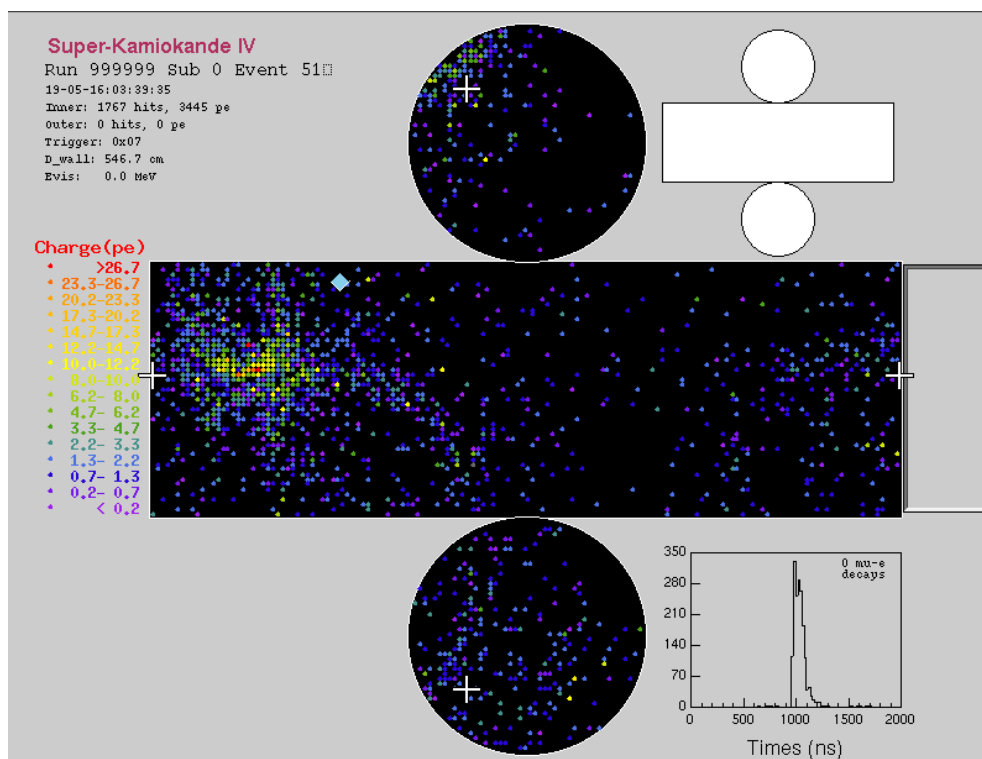 Super-Kamiokande IV
Run 999999 Sub 0 Event 51
19-05-16:03:39:35
Inner: 1767 hits, 3445 pe
Outer: 0 hits, 0 pe
Trigger: 0x07
D_wall: 546.7 cm
Evis: 0.0 MeV
Charge(pe)
>26.7
23.3-26.7
20.2-23.3
17.3-20.2
14.7-17.3
12.2-14.7
10.0-12.2
8.0-10.0
6.2- 8.0
4.7- 6.2
3.3- 4.7
2.2- 3.3
1.3- 2.2
0.7- 1.3
0.2- 0.7
< 0.2
0 mu-e
decays
350
280
210
140
70
0
0 500 1000 1500 2000
Times (ns)